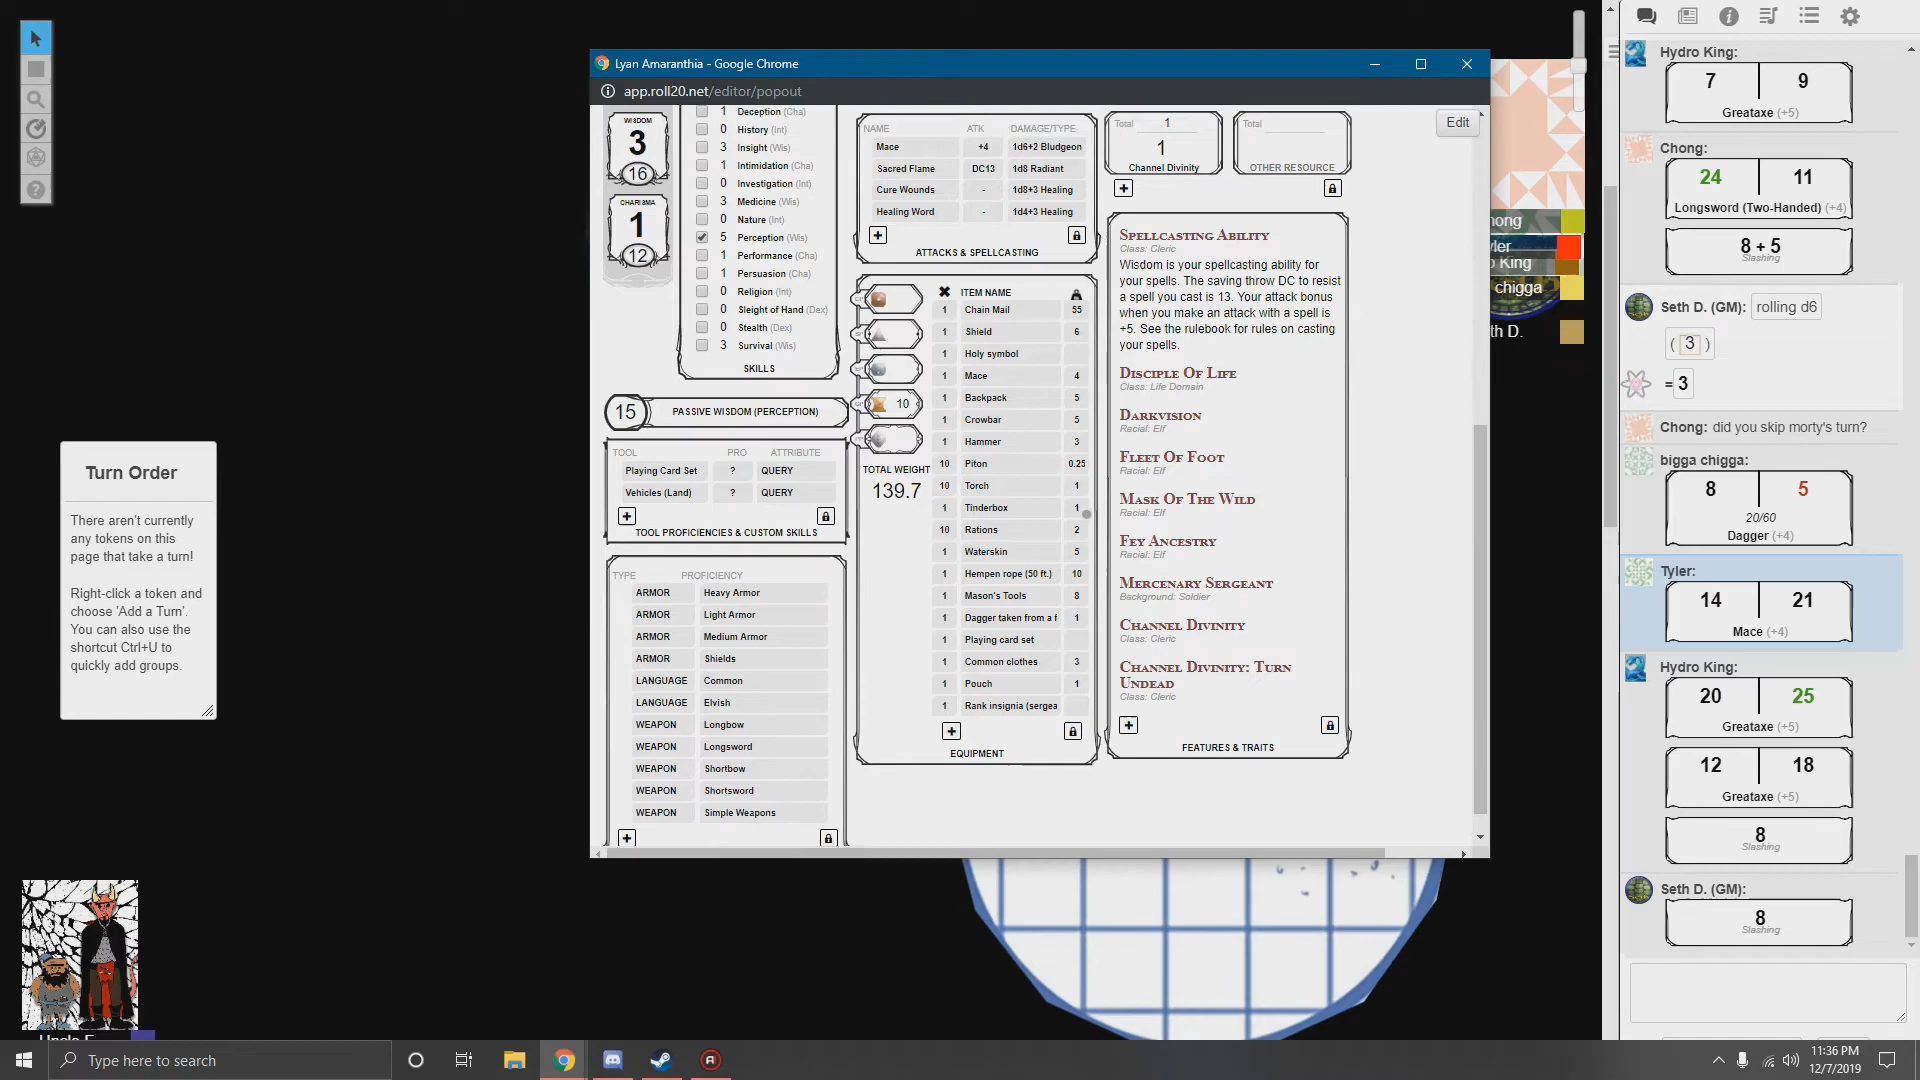 Lyan Amaranthia - Google Chrome
app.roll20.net/editor/popout
Edit
WISDOM
3
16
CHARISMA
1
12
1 Deception (Cha)
0 History (Int)
3 Insight (Wis)
1 Intimidation (Cha)
0 Investigation (Int)
3 Medicine (Wis)
0 Nature (Int)
5 Perception (Wis)
1 Performance (Cha)
1 Persuasion (Cha)
0 Religion (Int)
0 Sleight of Hand (Dex)
0 Stealth (Dex)
3 Survival (Wis)
SKILLS
15 PASSIVE WISDOM (PERCEPTION)
TOOL PRO ATTRIBUTE
Playing Card Set ? QUERY
Vehicles (Land) ? QUERY
TOOL PROFICIENCIES & CUSTOM SKILLS
TYPE PROFICIENCY
ARMOR Heavy Armor
ARMOR Light Armor
ARMOR Medium Armor
ARMOR Shields
LANGUAGE Common
LANGUAGE Elvish
WEAPON Longbow
WEAPON Longsword
WEAPON Shortbow
WEAPON Shortsword
WEAPON Simple Weapons
NAME ATK DAMAGE/TYPE
Mace +4 1d6+2 Bludgeon
Sacred Flame DC13 1d8 Radiant
Cure Wounds - 1d8+3 Healing
Healing Word - 1d4+3 Healing
ATTACKS & SPELLCASTING
10
TOTAL WEIGHT
139.7
ITEM NAME
1 Chain Mail 55
1 Shield 6
1 Holy symbol
1 Mace 4
1 Backpack 5
1 Crowbar 5
1 Hammer 3
10 Piton 0.25
10 Torch 1
1 Tinderbox 1
10 Rations 2
1 Waterskin 5
1 Hempen rope (50 ft.) 10
1 Mason's Tools 8
1 Dagger taken from a f 1
1 Playing card set
1 Common clothes 3
1 Pouch 1
1 Rank insignia (sergea
EQUIPMENT
Total 1
1
Channel Divinity
Total
OTHER RESOURCE
SPELLCASTING ABILITY
Class: Cleric
Wisdom is your spellcasting ability for
your spells. The saving throw DC to resist
a spell you cast is 13. Your attack bonus
when you make an attack with a spell is
+5. See the rulebook for rules on casting
your spells.
DISCIPLE OF LIFE
Class: Life Domain
DARKVISION
Racial: Elf
FLEET OF FOOT
Racial: Elf
MASK OF THE WILD
Racial: Elf
FEY ANCESTRY
Racial: Elf
MERCENARY SERGEANT
Background: Soldier
CHANNEL DIVINITY
Class: Cleric
CHANNEL DIVINITY: TURN
UNDEAD
Class: Cleric
FEATURES & TRAITS
Turn Order
There aren't currently
any tokens on this
page that take a turn!
Right-click a token and
choose 'Add a Turn'.
You can also use the
shortcut Ctrl+U to
quickly add groups.
hong
yler
o King
chigga
th D.
Hydro King:
7 9
Greataxe (+5)
Chong:
24 11
Longsword (Two-Handed) (+4)
8 + 5
Slashing
Seth D. (GM): rolling d6
( 3 )
= 3
Chong: did you skip morty's turn?
bigga chigga:
8 5
20/60
Dagger (+4)
Tyler:
14 21
Mace (+4)
Hydro King:
20 25
Greataxe (+5)
12 18
Greataxe (+5)
8
Slashing
Seth D. (GM):
8
Slashing
Type here to search
11:36 PM
12/7/2019